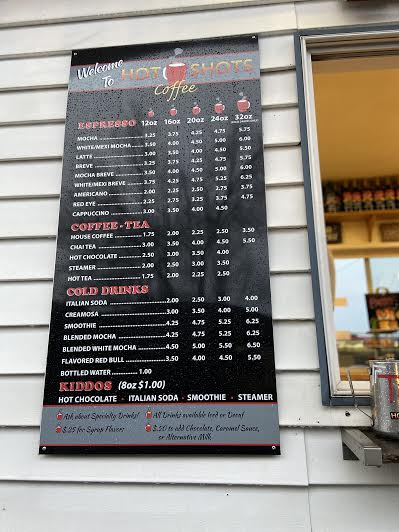 Welcome To HOT SHOTS
Coffee
ESPRESSO 12oz 16oz 20oz 24oz 32oz
MOCHA 3.25 3.75 4.25 4.75 5.75
WHITE/MEXI MOCHA 3.50 4.00 4.50 5.00 6.00
LATTE 3.00 3.50 4.00 4.50 5.50
BREVE 3.25 3.75 4.25 4.75 5.75
MOCHA BREVE 3.50 4.00 4.50 5.00 6.00
WHITE/MEXI BREVE 3.75 4.25 4.75 5.25 6.25
AMERICANO 2.00 2.25 2.50 2.75 3.75
RED EYE 2.25 2.75 3.25 3.75 4.75
CAPPUCCINO 3.00 3.50 4.00 4.50
COFFEE - TEA
HOUSE COFFEE 1.75 2.00 2.25 2.50 3.50
CHAI TEA 3.00 3.50 4.00 4.50 5.50
HOT CHOCOLATE 2.50 3.00 3.50 4.00
STEAMER 2.00 2.50 3.00 3.50
HOT TEA 1.75 2.00 2.25 2.50
COLD DRINKS
ITALIAN SODA 2.00 2.50 3.00 4.00
CREAMOSA 3.00 3.50 4.00 5.00
SMOOTHIE 4.25 4.75 5.25 6.25
BLENDED MOCHA 4.25 4.75 5.25 6.25
BLENDED WHITE MOCHA 4.50 5.00 5.50 6.50
FLAVORED RED BULL 3.50 4.00 4.50 5.50
BOTTLED WATER 1.00
KIDDOS (8oz $1.00)
HOT CHOCOLATE - ITALIAN SODA - SMOOTHIE - STEAMER
Ask about Specialty Drinks! All Drinks available Iced or Decaf
$.25 for Syrup Flavors $.50 to add Chocolate, Caramel Sauce,
or Alternative Milk